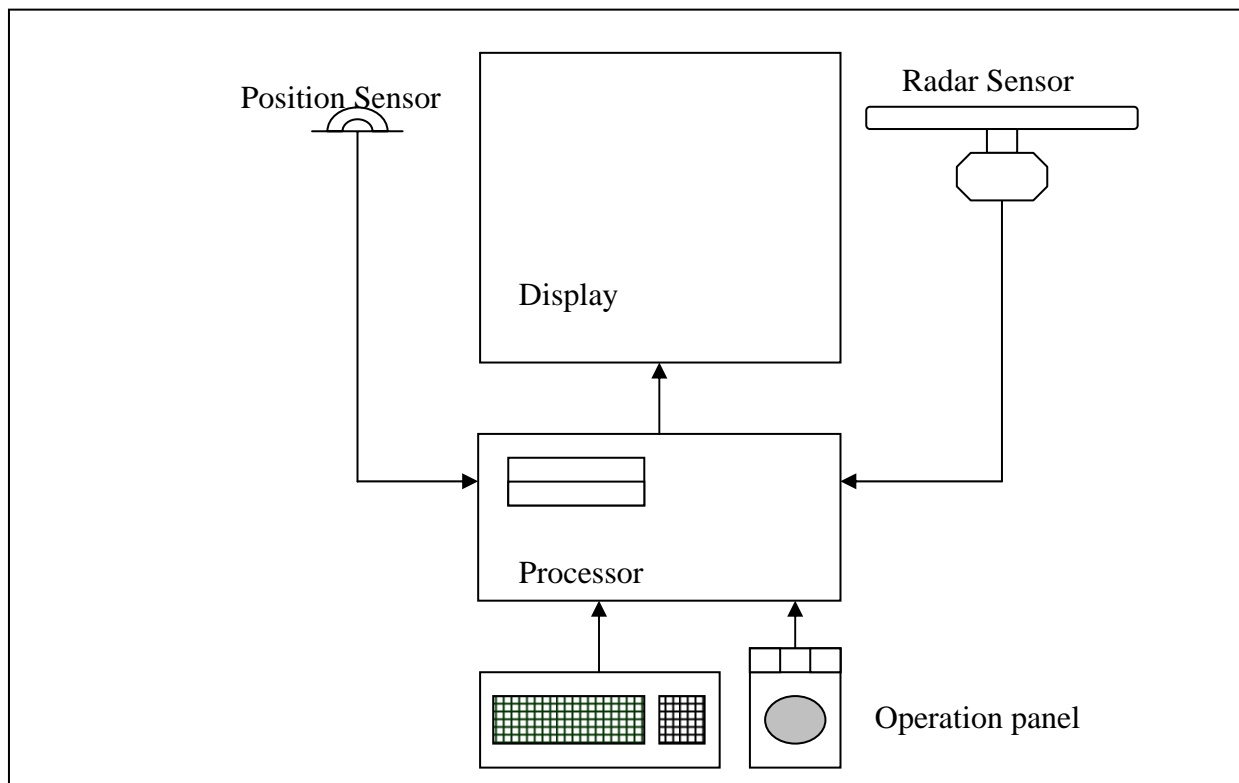 Position Sensor
Radar Sensor
Display
Processor
Operation panel